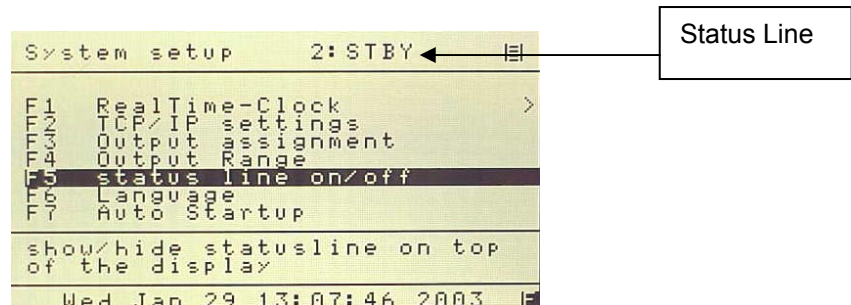 System setup 2:STBY
Status Line
F1 RealTime-Clock >
F2 TCP/IP settings
F3 Output assignment
F4 Output Range
F5 status line on/off
F6 Language
F7 Auto Startup
show/hide statusline on top
of the display
Wed Jan 29 13:07:46 2003